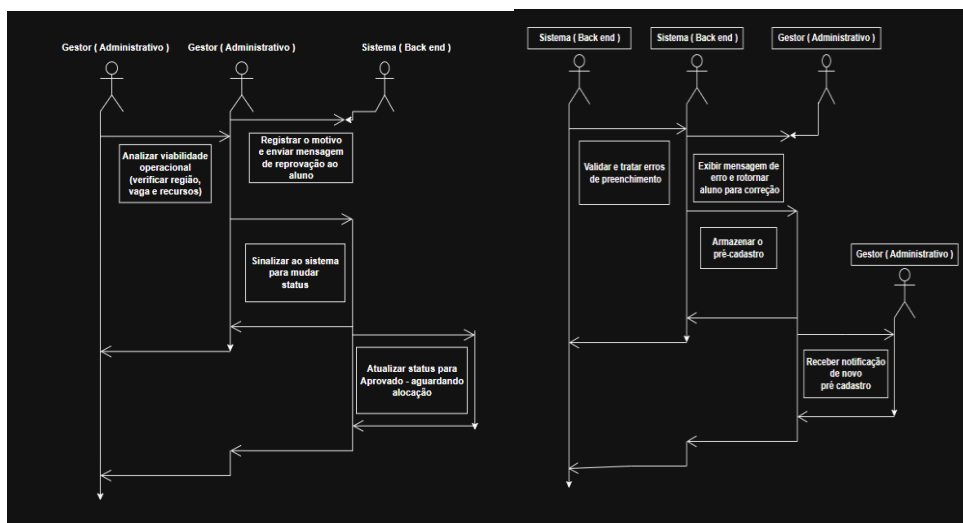 Gestor ( Administrativo )
Gestor ( Administrativo )
Sistema ( Back end )
Registrar o motivo
e enviar mensagem
de reprovação ao
aluno
Analizar viabilidade
operacional
(verificar região,
vaga e recursos)
Sinalizar ao sistema
para mudar
status
Atualizar status para
Aprovado - aguardando
alocação
Sistema ( Back end )
Sistema ( Back end )
Gestor ( Administrativo )
Validar e tratar erros
de preenchimento
Exibir mensagem de
erro e rotornar
aluno para correção
Armazenar o
pré-cadastro
Gestor ( Administrativo )
Receber notificação
de novo
pré cadastro